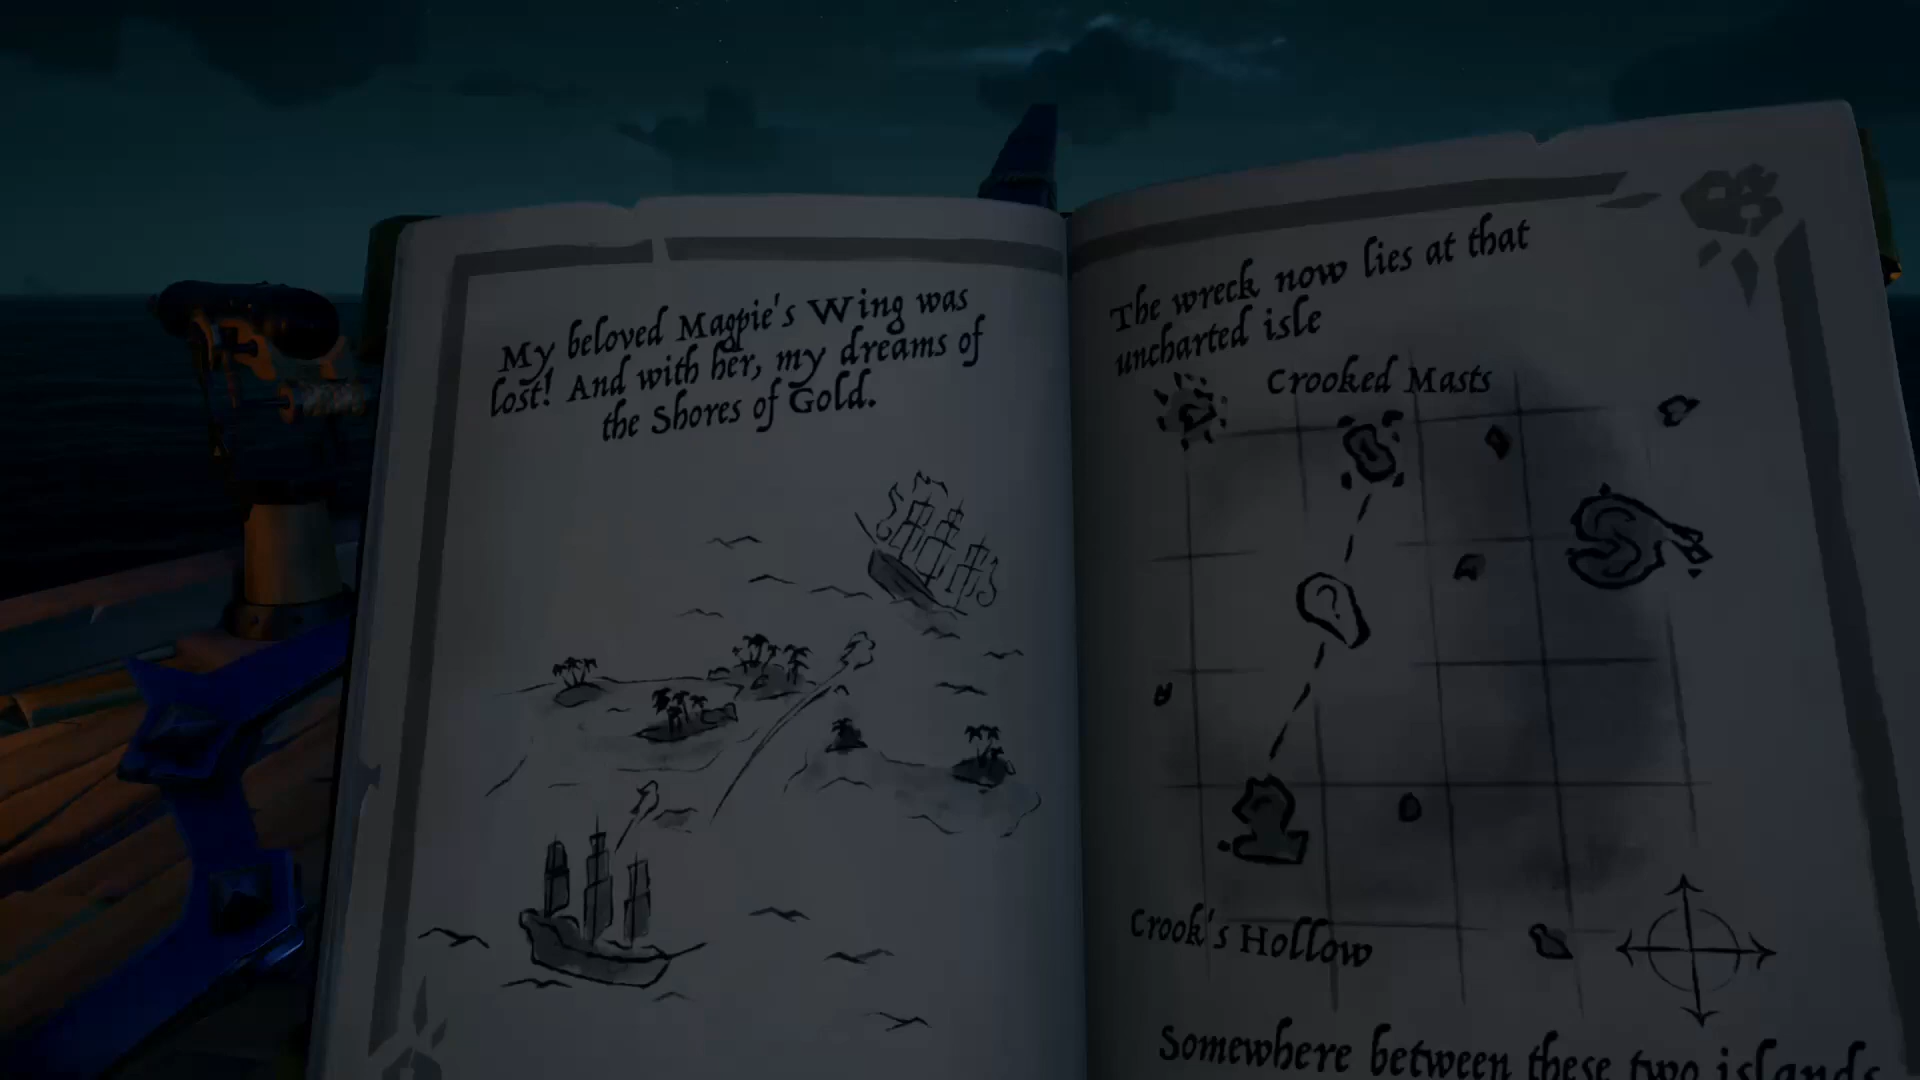 My beloved Magpie's Wing was
lost! And with her, my dreams of
the Shores of Gold.
The wreck now lies at that
uncharted isle
Crooked Masts
?
Crook's Hollow
Somewhere between these two islands